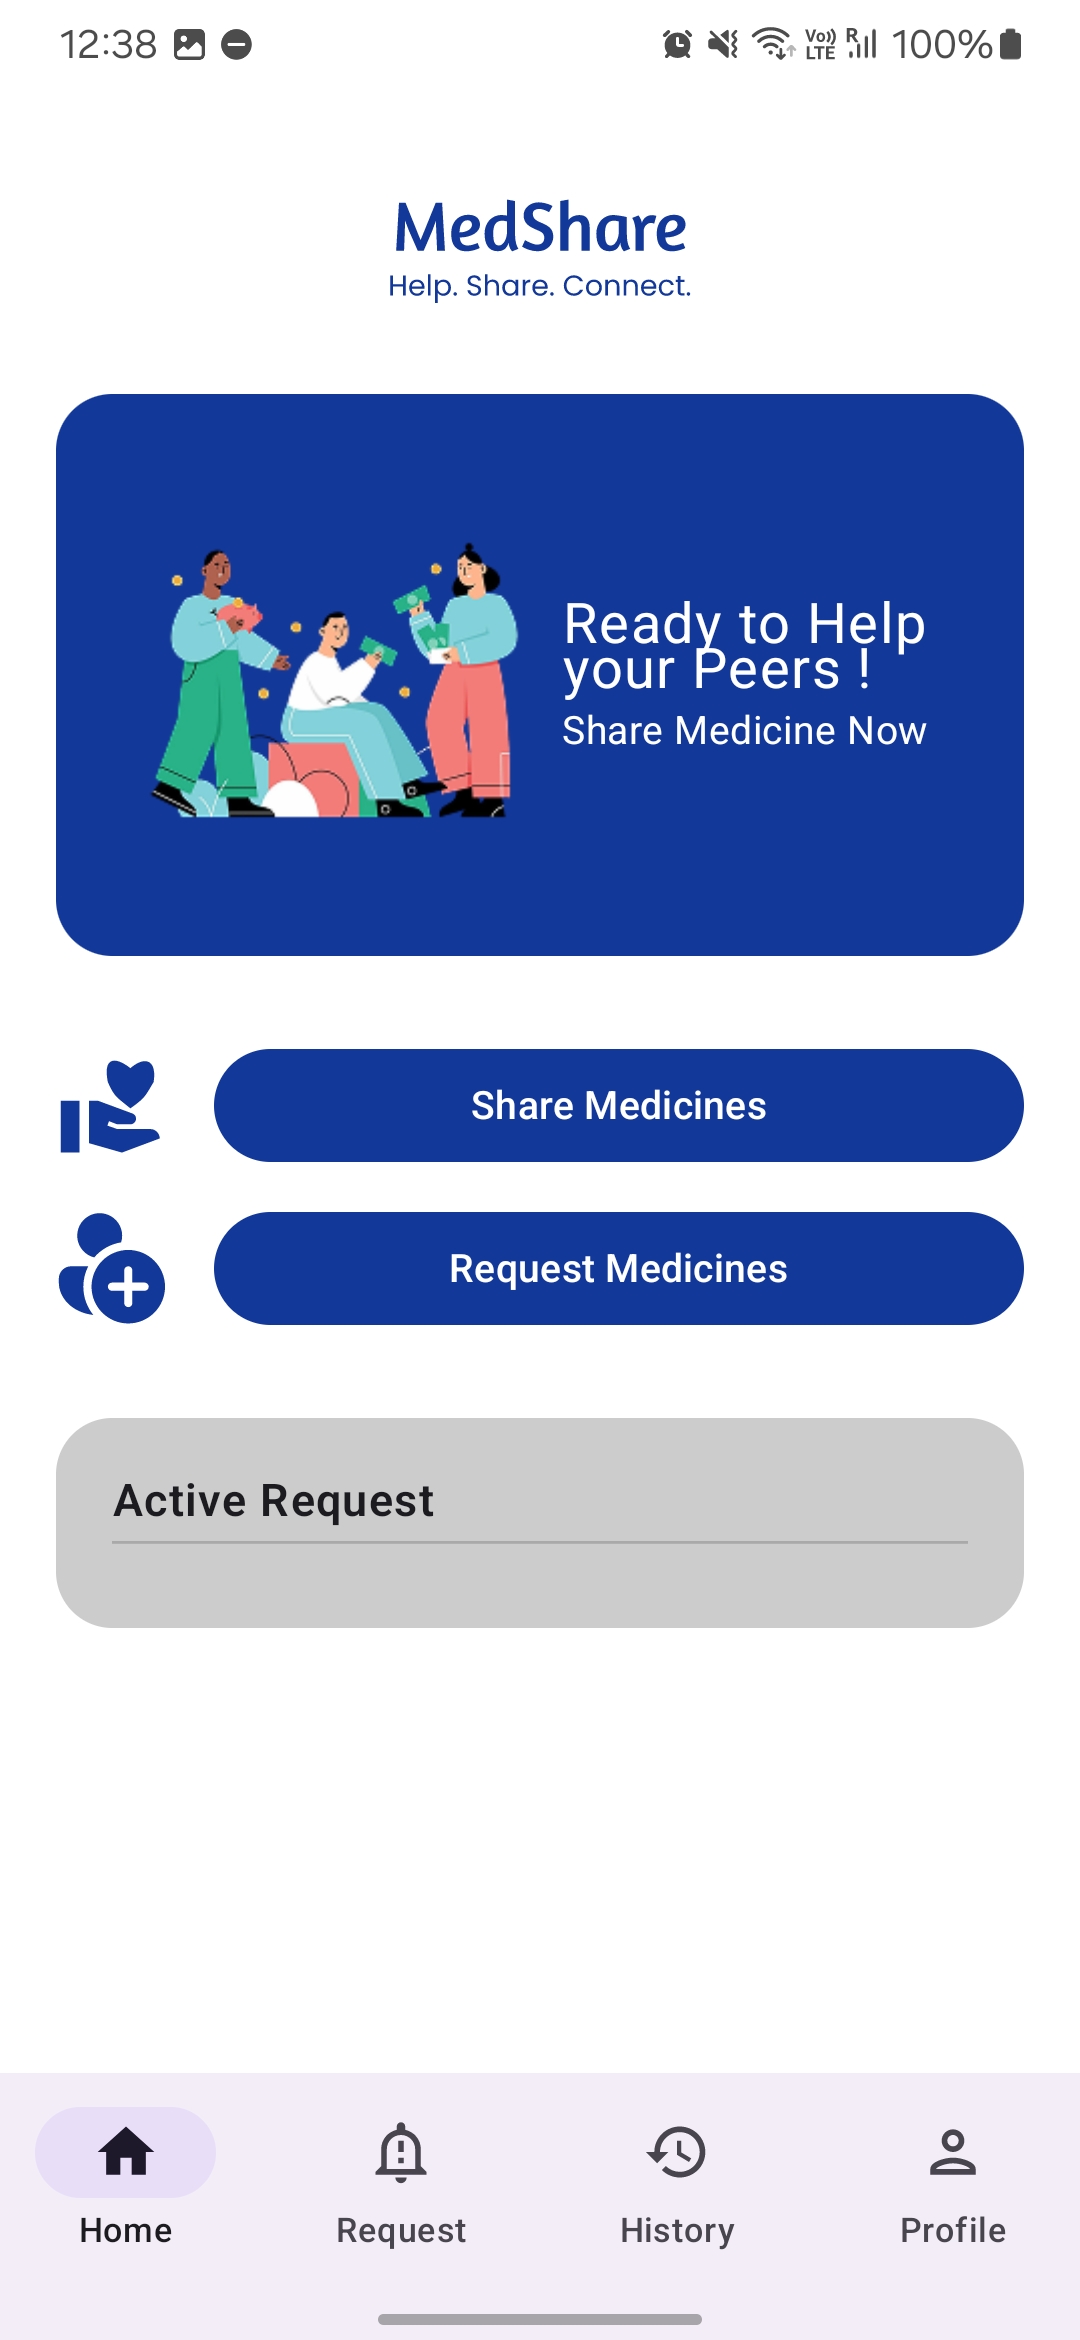 12:38
Vo)) LTE R 100%
MedShare
Help. Share. Connect.
Ready to Help
your Peers !
Share Medicine Now
Share Medicines
Request Medicines
Active Request
Home Request History Profile